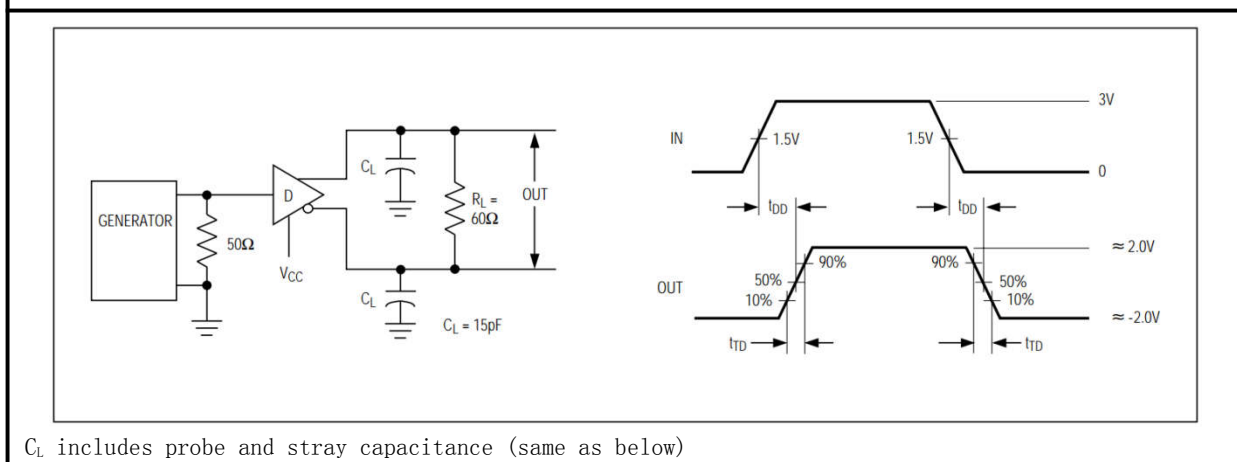 GENERATOR
50Ω
D
VCC
CL
CL
RL =
60Ω
OUT
CL = 15pF
IN
1.5V
1.5V
3V
0
tDD
tDD
OUT
90%
50%
10%
90%
50%
10%
≈ 2.0V
≈ -2.0V
tTD
tTD
CL includes probe and stray capacitance (same as below)